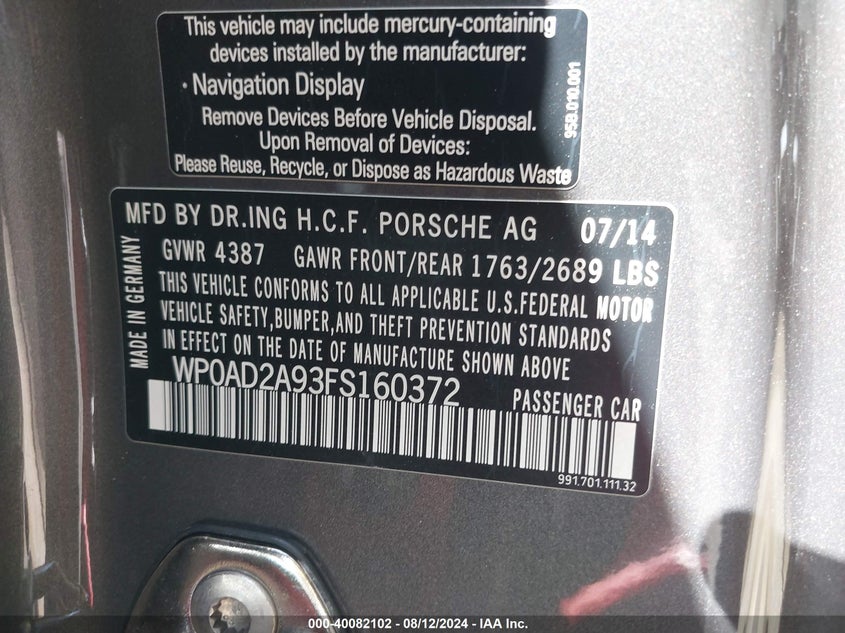 This vehicle may include mercury-containing
devices installed by the manufacturer:
· Navigation Display
Remove Devices Before Vehicle Disposal.
Upon Removal of Devices:
Please Reuse, Recycle, or Dispose as Hazardous Waste
958.010.001
MFD BY DR.ING H.C.F. PORSCHE AG 07/14
GVWR 4387 GAWR FRONT/REAR 1763/2689 LBS
THIS VEHICLE CONFORMS TO ALL APPLICABLE U.S.FEDERAL MOTOR
VEHICLE SAFETY,BUMPER,AND THEFT PREVENTION STANDARDS
IN EFFECT ON THE DATE OF MANUFACTURE SHOWN ABOVE
MADE IN GERMANY
WP0AD2A93FS160372 PASSENGER CAR
991.701.111.32
000-40082102 - 08/12/2024 - IAA Inc.